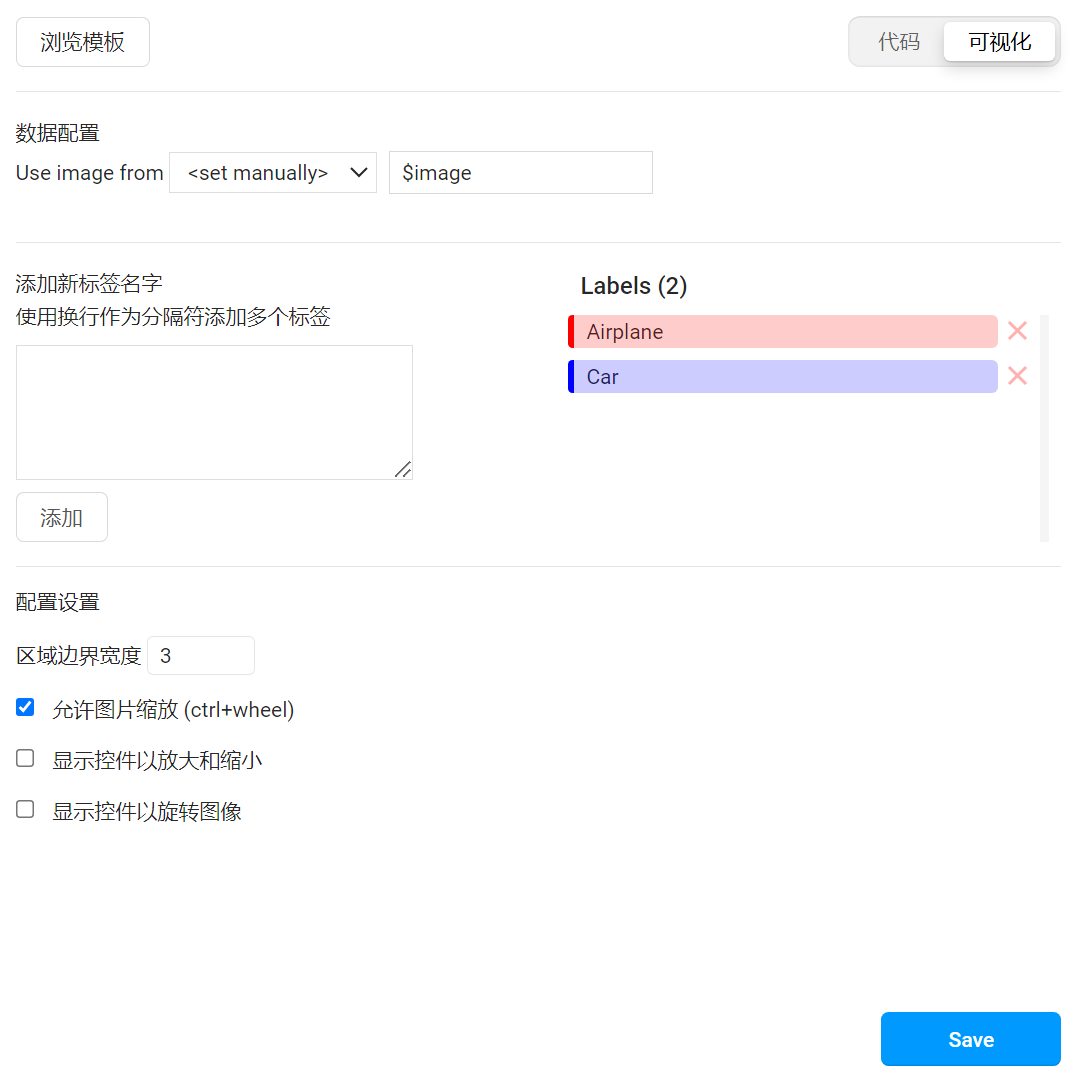 浏览模板
代码 可视化
数据配置
Use image from <set manually> $image
添加新标签名字
使用换行作为分隔符添加多个标签
添加
Labels (2)
Airplane
Car
配置设置
区域边界宽度 3
允许图片缩放 (ctrl+wheel)
显示控件以放大和缩小
显示控件以旋转图像
Save